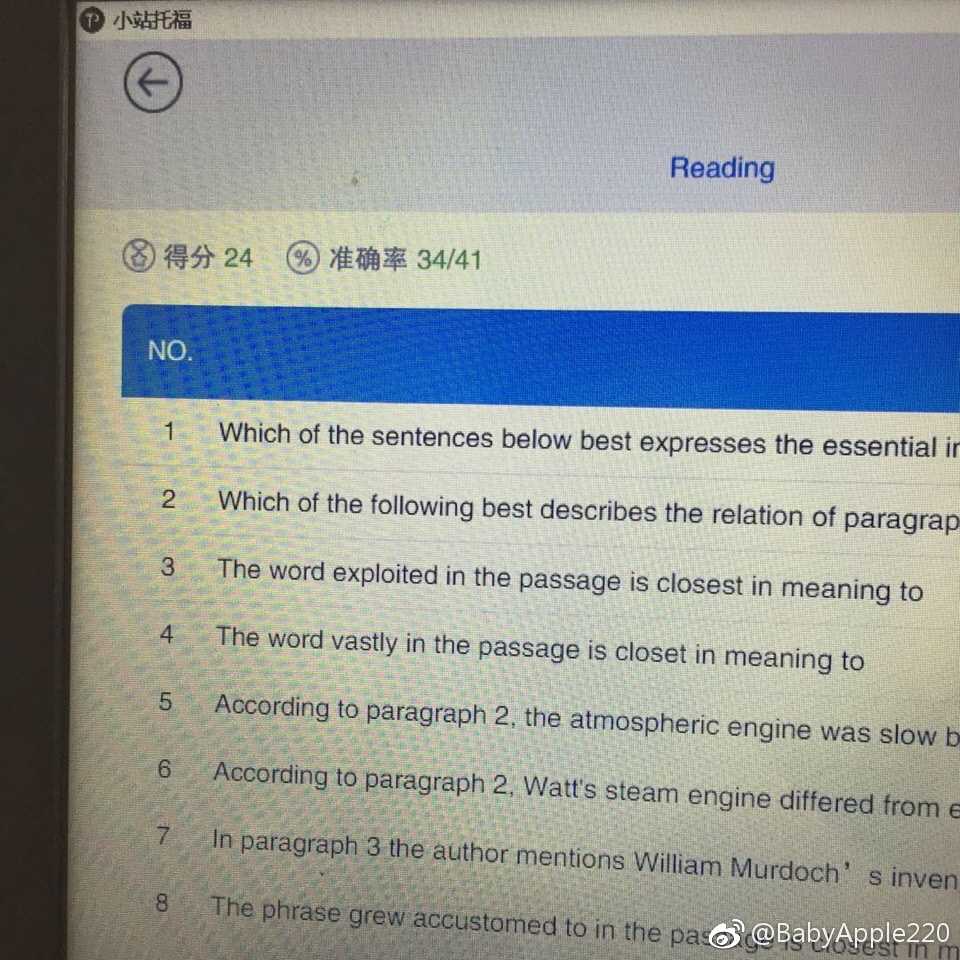 小站托福
Reading
得分 24 % 准确率 34/41
NO.
1 Which of the sentences below best expresses the essential in
2 Which of the following best describes the relation of paragrap
3 The word exploited in the passage is closest in meaning to
4 The word vastly in the passage is closet in meaning to
5 According to paragraph 2, the atmospheric engine was slow b
6 According to paragraph 2, Watt's steam engine differed from e
7 In paragraph 3 the author mentions William Murdoch’s inven
8 The phrase grew accustomed to in the passage is closest in m
@BabyApple220